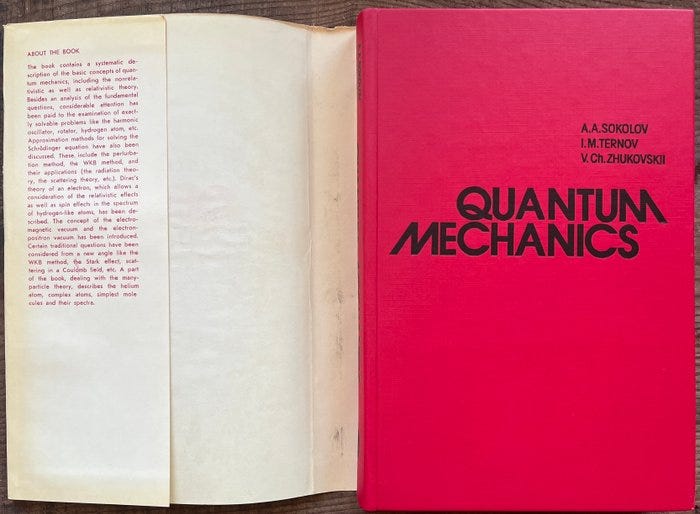 ABOUT THE BOOK
The book contains a systematic de-
scription of the basic concepts of quan-
tum mechanics, including the nonrela-
tivistic as well as relativistic theory.
Besides an analysis of the fundamental
questions, considerable attention has
been paid to the examination of exact-
ly solvable problems like the harmonic
oscillator, rotator, hydrogen atom, etc.
Approximation methods for solving the
Schrödinger equation have also been
discussed. These include the perturba-
tion method, the WKB method, and
their applications (the radiation theo-
ry, the scattering theory, etc.). Dirac's
theory of an electron, which allows a
consideration of the relativistic effects
as well as spin effects in the spectrum
of hydrogen-like atoms, has been de-
scribed. The concept of the electro-
magnetic vacuum and the electron-
positron vacuum has been introduced.
Certain traditional questions have been
considered from a new angle like the
WKB method, the Stark effect, scat-
tering in a Coulomb field, etc. A part
of the book, dealing with the many-
particle theory, describes the helium
atom, complex atoms, simplest mole
cules and their spectra.
A.A.SOKOLOV
I.M.TERNOV
V.Ch.ZHUKOVSKII
QUANTUM
MECHANICS